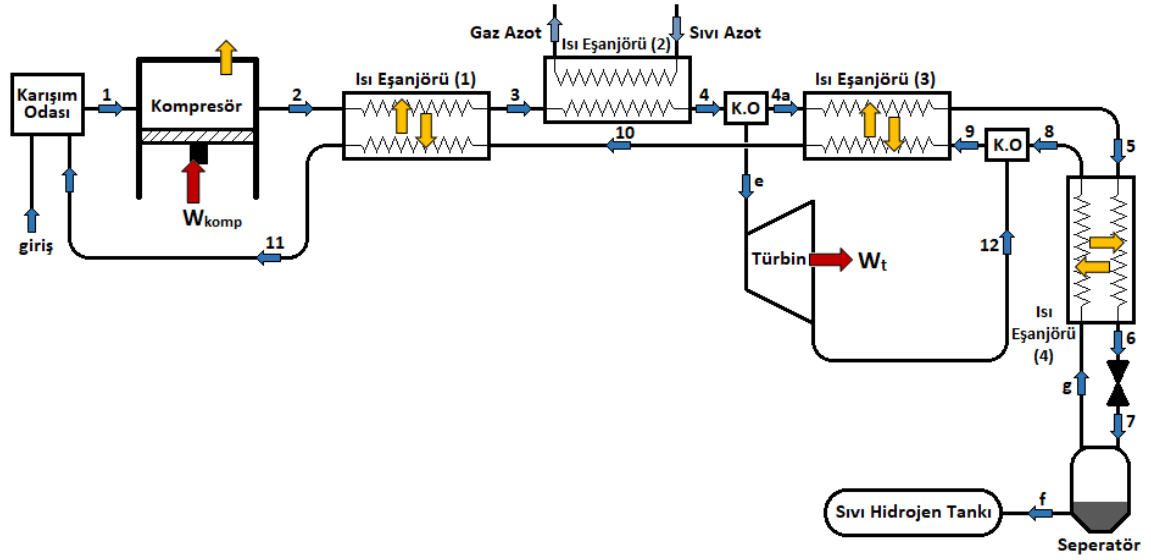 Gaz Azot
Sıvı Azot
Isı Eşanjörü (2)
Karışım
Odası
1
Kompresör
2
Isı Eşanjörü (1)
3
4
K.O
4a
Isı Eşanjörü (3)
10
9
K.O
8
5
Wkomp
giriş
11
e
Türbin
Wt
12
Isı
Eşanjörü
(4)
6
g
7
Sıvı Hidrojen Tankı
f
Seperatör